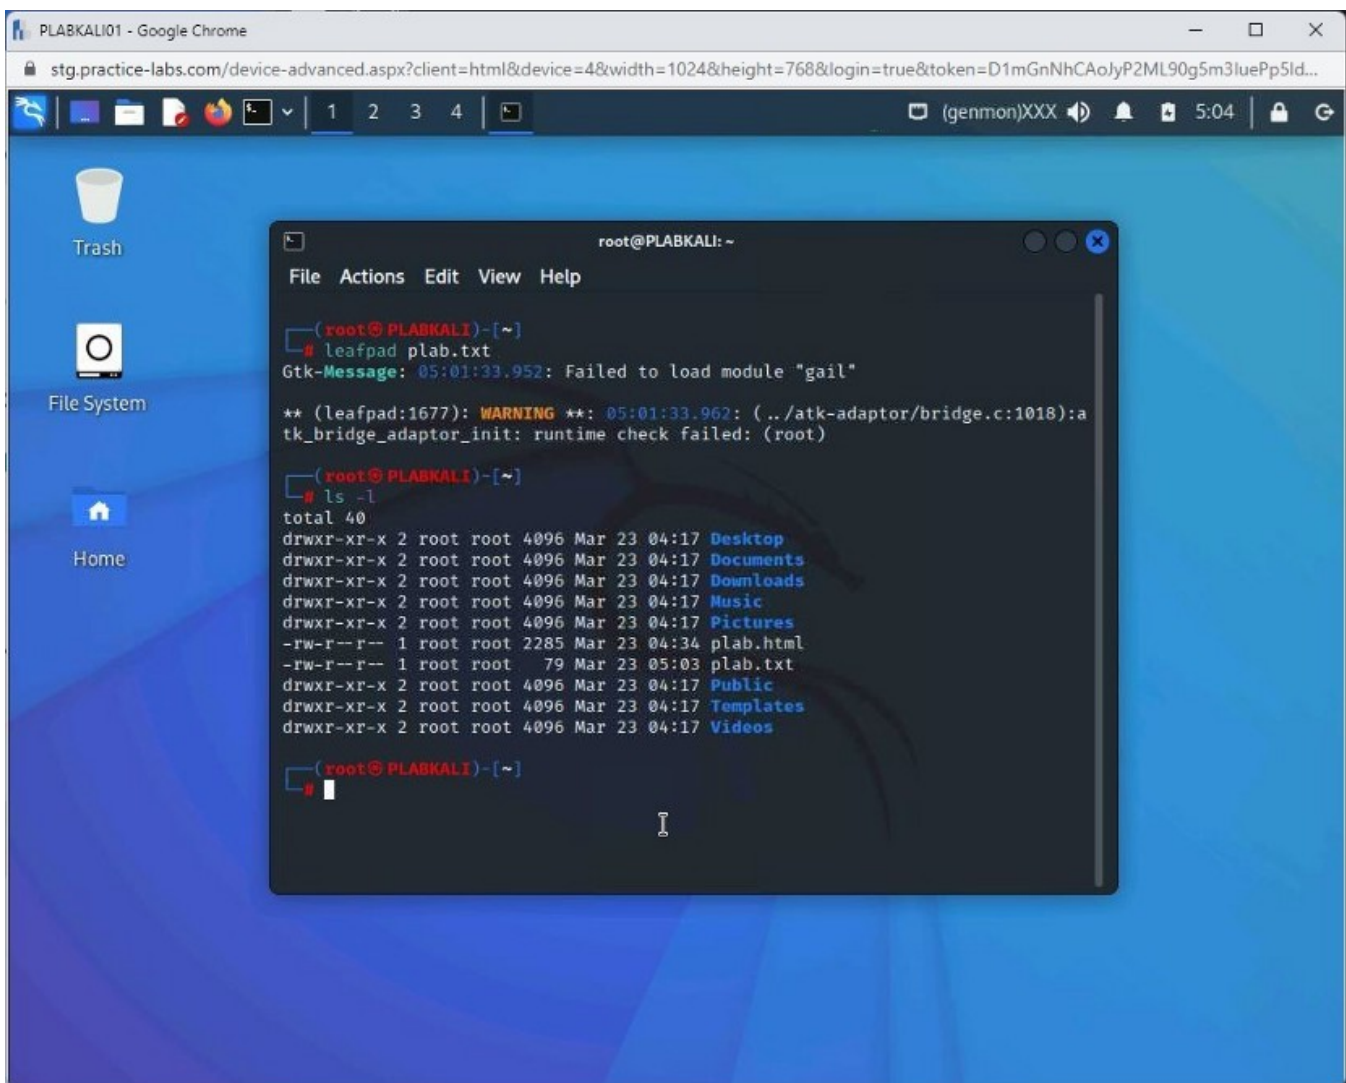 PLABKALI01 - Google Chrome
stg.practice-labs.com/device-advanced.aspx?client=html&device=4&width=1024&height=768&login=true&token=D1mGnNhCAoJyP2ML90g5m3IuePp5ld...
1 2 3 4 (genmon)XXX 5:04
Trash
File System
Home
root@PLABKALI: ~
File Actions Edit View Help
┌──(root㉿PLABKALI)-[~]
└─# leafpad plab.txt
Gtk-Message: 05:01:33.952: Failed to load module "gail"
** (leafpad:1677): WARNING **: 05:01:33.962: (../atk-adaptor/bridge.c:1018):a
tk_bridge_adaptor_init: runtime check failed: (root)
┌──(root㉿PLABKALI)-[~]
└─# ls -l
total 40
drwxr-xr-x 2 root root 4096 Mar 23 04:17 Desktop
drwxr-xr-x 2 root root 4096 Mar 23 04:17 Documents
drwxr-xr-x 2 root root 4096 Mar 23 04:17 Downloads
drwxr-xr-x 2 root root 4096 Mar 23 04:17 Music
drwxr-xr-x 2 root root 4096 Mar 23 04:17 Pictures
-rw-r--r-- 1 root root 2285 Mar 23 04:34 plab.html
-rw-r--r-- 1 root root   79 Mar 23 05:03 plab.txt
drwxr-xr-x 2 root root 4096 Mar 23 04:17 Public
drwxr-xr-x 2 root root 4096 Mar 23 04:17 Templates
drwxr-xr-x 2 root root 4096 Mar 23 04:17 Videos
┌──(root㉿PLABKALI)-[~]
└─#